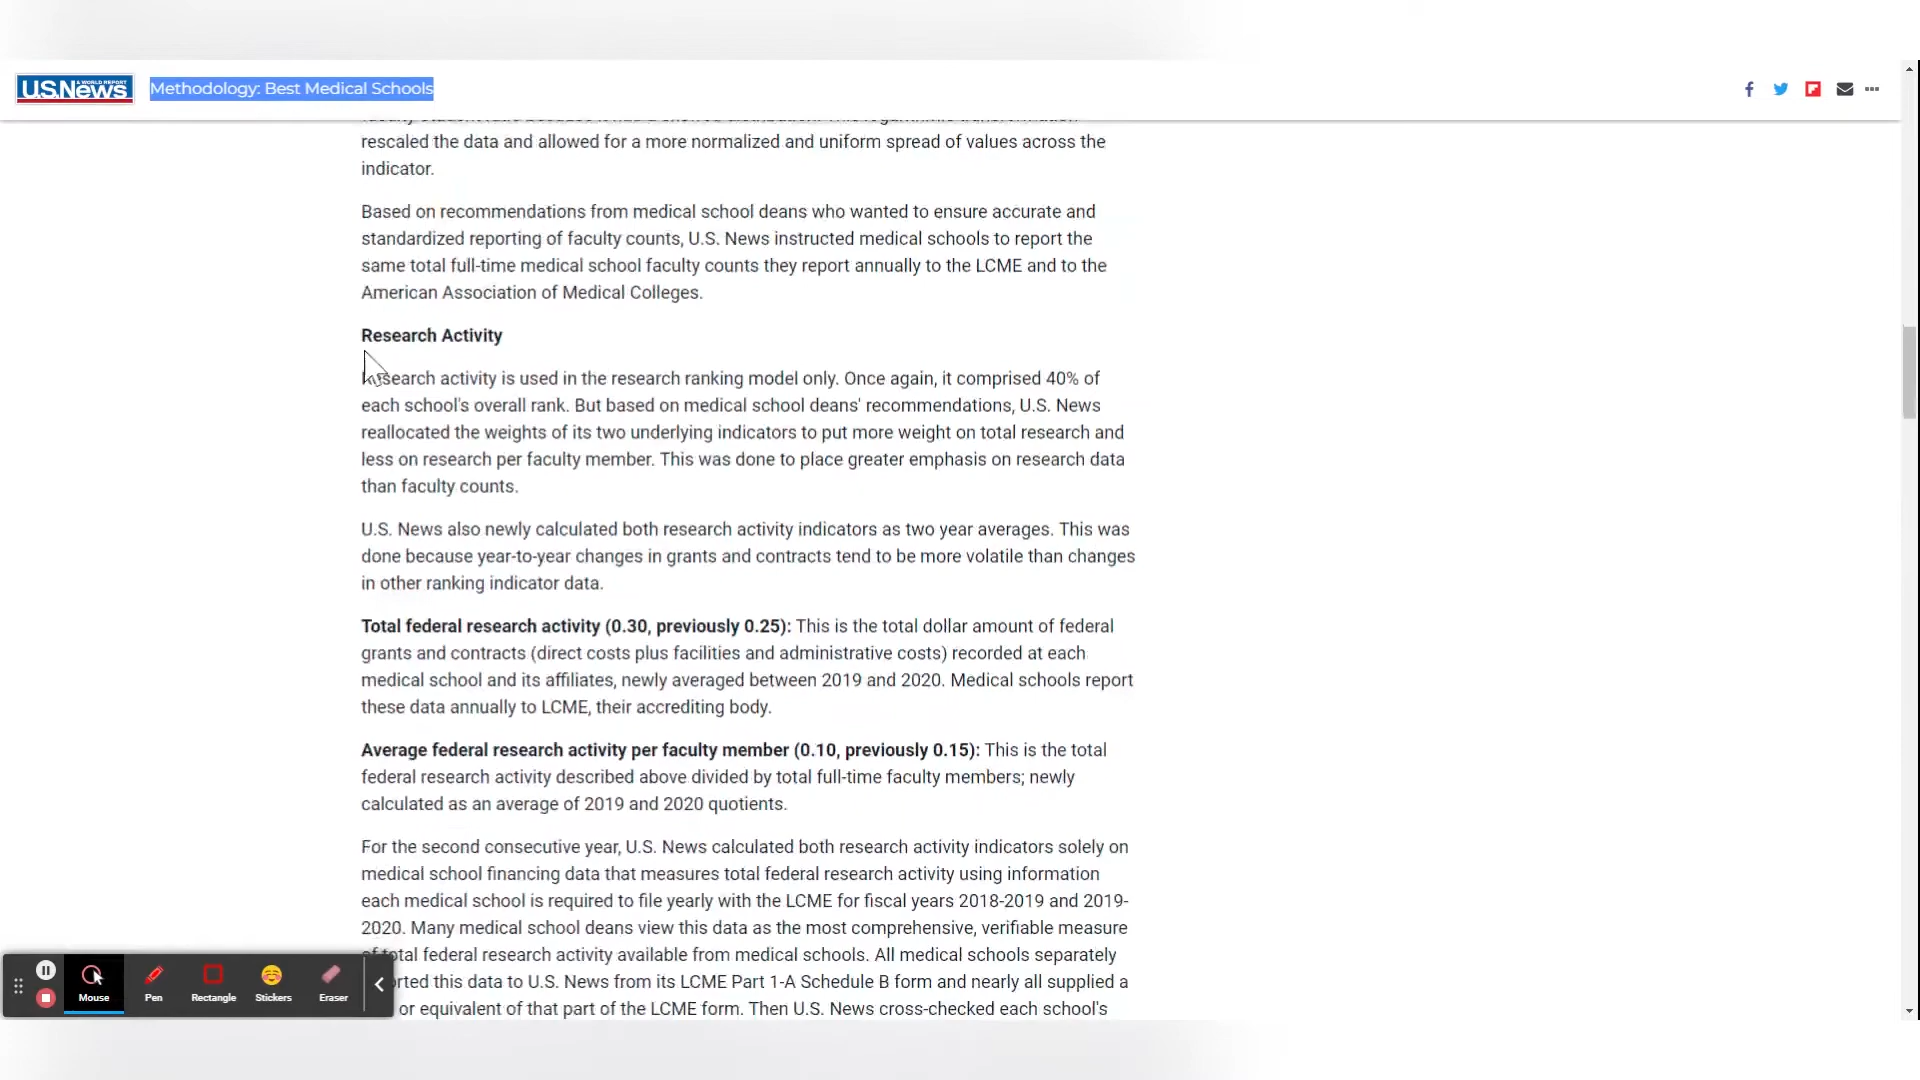 U.S.News
& WORLD REPORT
Methodology: Best Medical Schools
rescaled the data and allowed for a more normalized and uniform spread of values across the
indicator.
Based on recommendations from medical school deans who wanted to ensure accurate and
standardized reporting of faculty counts, U.S. News instructed medical schools to report the
same total full-time medical school faculty counts they report annually to the LCME and to the
American Association of Medical Colleges.
Research Activity
Research activity is used in the research ranking model only. Once again, it comprised 40% of
each school's overall rank. But based on medical school deans' recommendations, U.S. News
reallocated the weights of its two underlying indicators to put more weight on total research and
less on research per faculty member. This was done to place greater emphasis on research data
than faculty counts.
U.S. News also newly calculated both research activity indicators as two year averages. This was
done because year-to-year changes in grants and contracts tend to be more volatile than changes
in other ranking indicator data.
Total federal research activity (0.30, previously 0.25): This is the total dollar amount of federal
grants and contracts (direct costs plus facilities and administrative costs) recorded at each
medical school and its affiliates, newly averaged between 2019 and 2020. Medical schools report
these data annually to LCME, their accrediting body.
Average federal research activity per faculty member (0.10, previously 0.15): This is the total
federal research activity described above divided by total full-time faculty members; newly
calculated as an average of 2019 and 2020 quotients.
For the second consecutive year, U.S. News calculated both research activity indicators solely on
medical school financing data that measures total federal research activity using information
each medical school is required to file yearly with the LCME for fiscal years 2018-2019 and 2019-
2020. Many medical school deans view this data as the most comprehensive, verifiable measure
of total federal research activity available from medical schools. All medical schools separately
orted this data to U.S. News from its LCME Part 1-A Schedule B form and nearly all supplied a
or equivalent of that part of the LCME form. Then U.S. News cross-checked each school's
Mouse
Pen
Rectangle
Stickers
Eraser